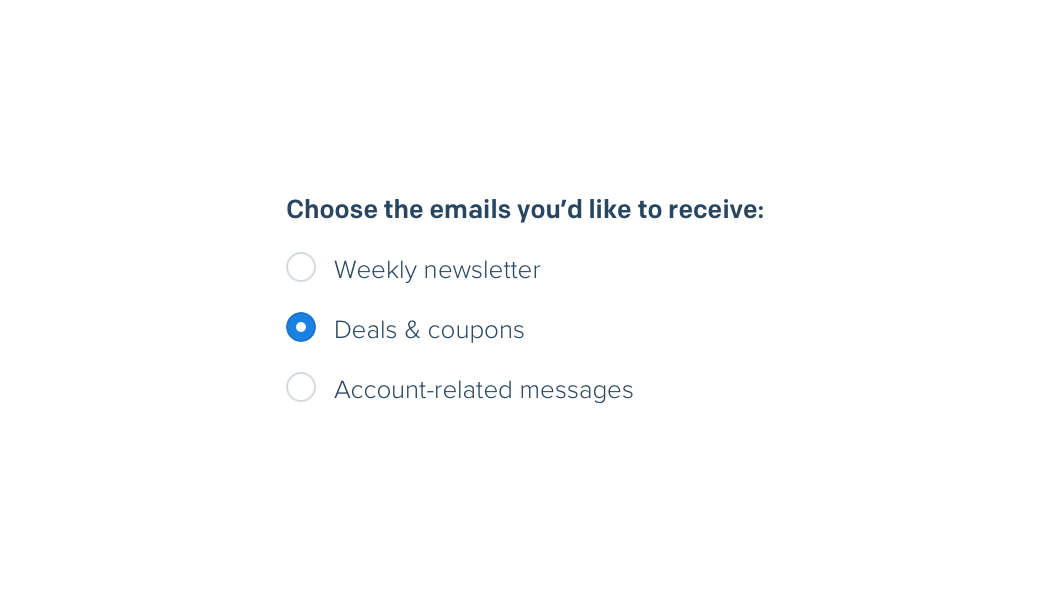 Choose the emails you’d like to receive:
Weekly newsletter
Deals & coupons
Account-related messages